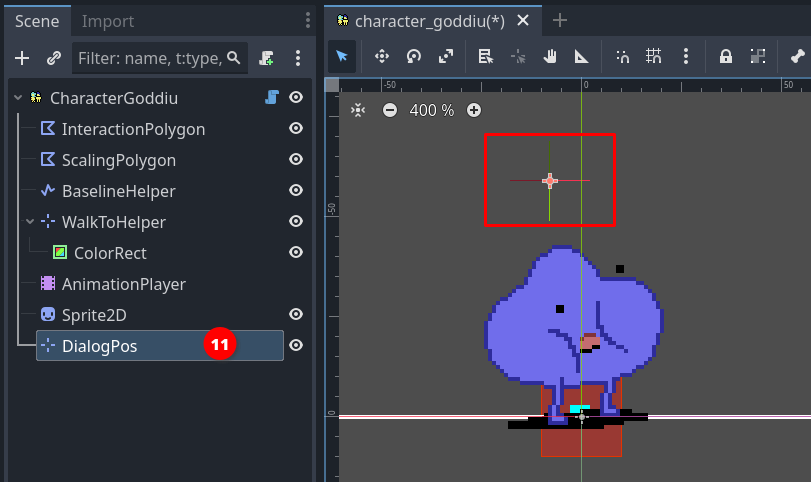 Scene
Import
character_goddiu(*)
Filter: name, t:type,
CharacterGoddiu
InteractionPolygon
ScalingPolygon
BaselineHelper
WalkToHelper
ColorRect
AnimationPlayer
Sprite2D
DialogPos
11
-50
0
50
400 %
-50
0